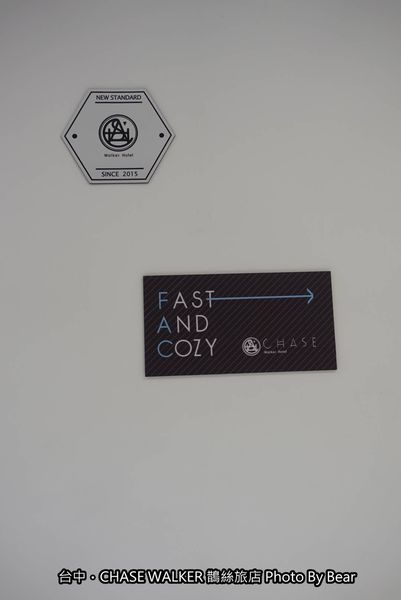 NEW STANDARD
Walker Hotel
SINCE 2015
FAST
AND
COZY
CHASE
Walker Hotel
台中‧CHASE WALKER 鵲絲旅店 Photo By Bear